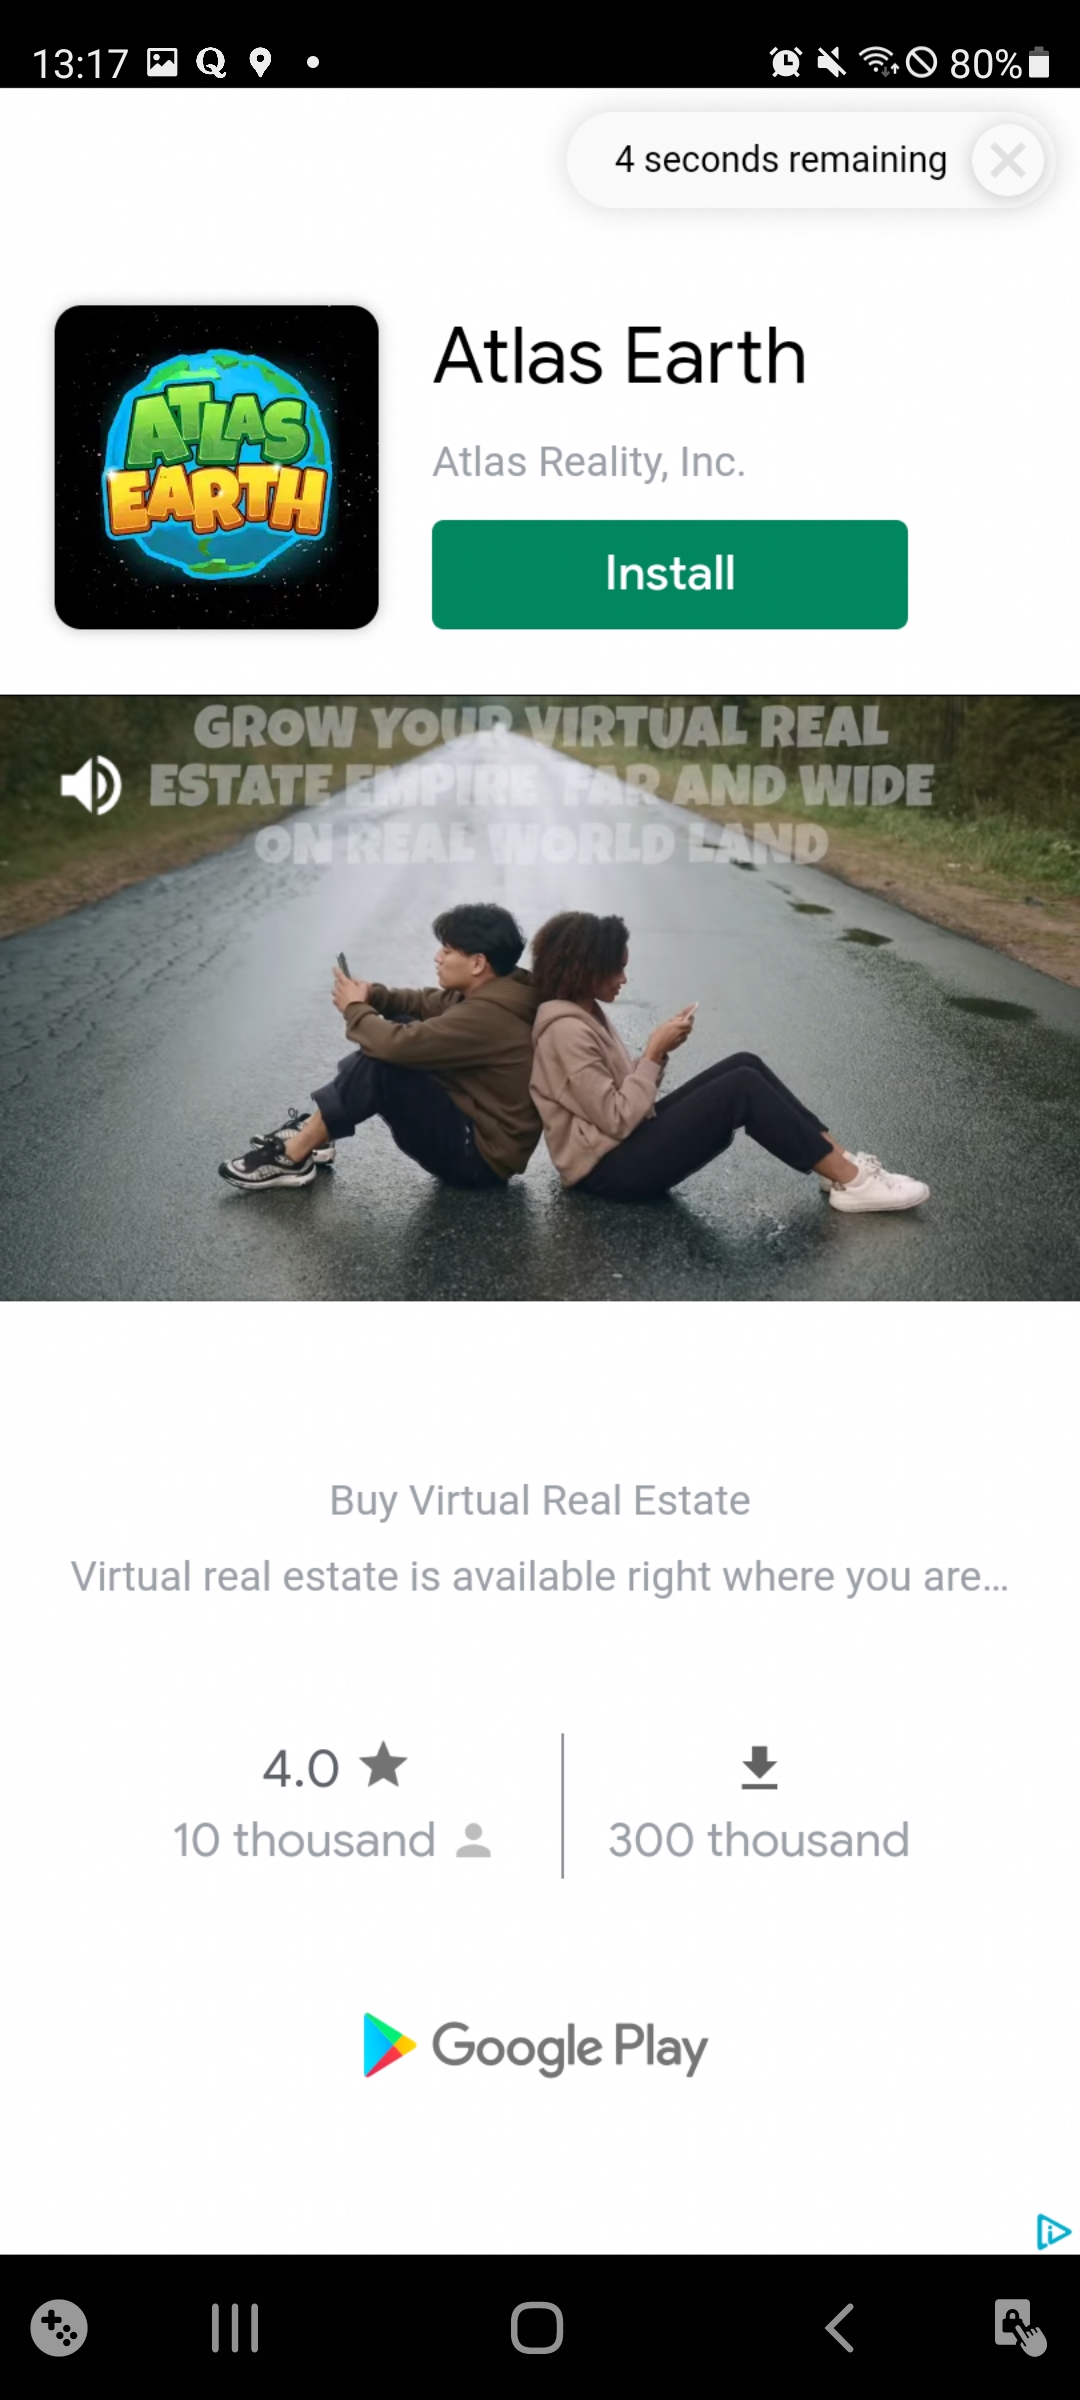 13:17
80%
4 seconds remaining
ATLAS
EARTH
Atlas Earth
Atlas Reality, Inc.
Install
GROW YOUR VIRTUAL REAL
ESTATE EMPIRE FAR AND WIDE
ON REAL WORLD LAND
Buy Virtual Real Estate
Virtual real estate is available right where you are...
4.0
10 thousand
300 thousand
Google Play